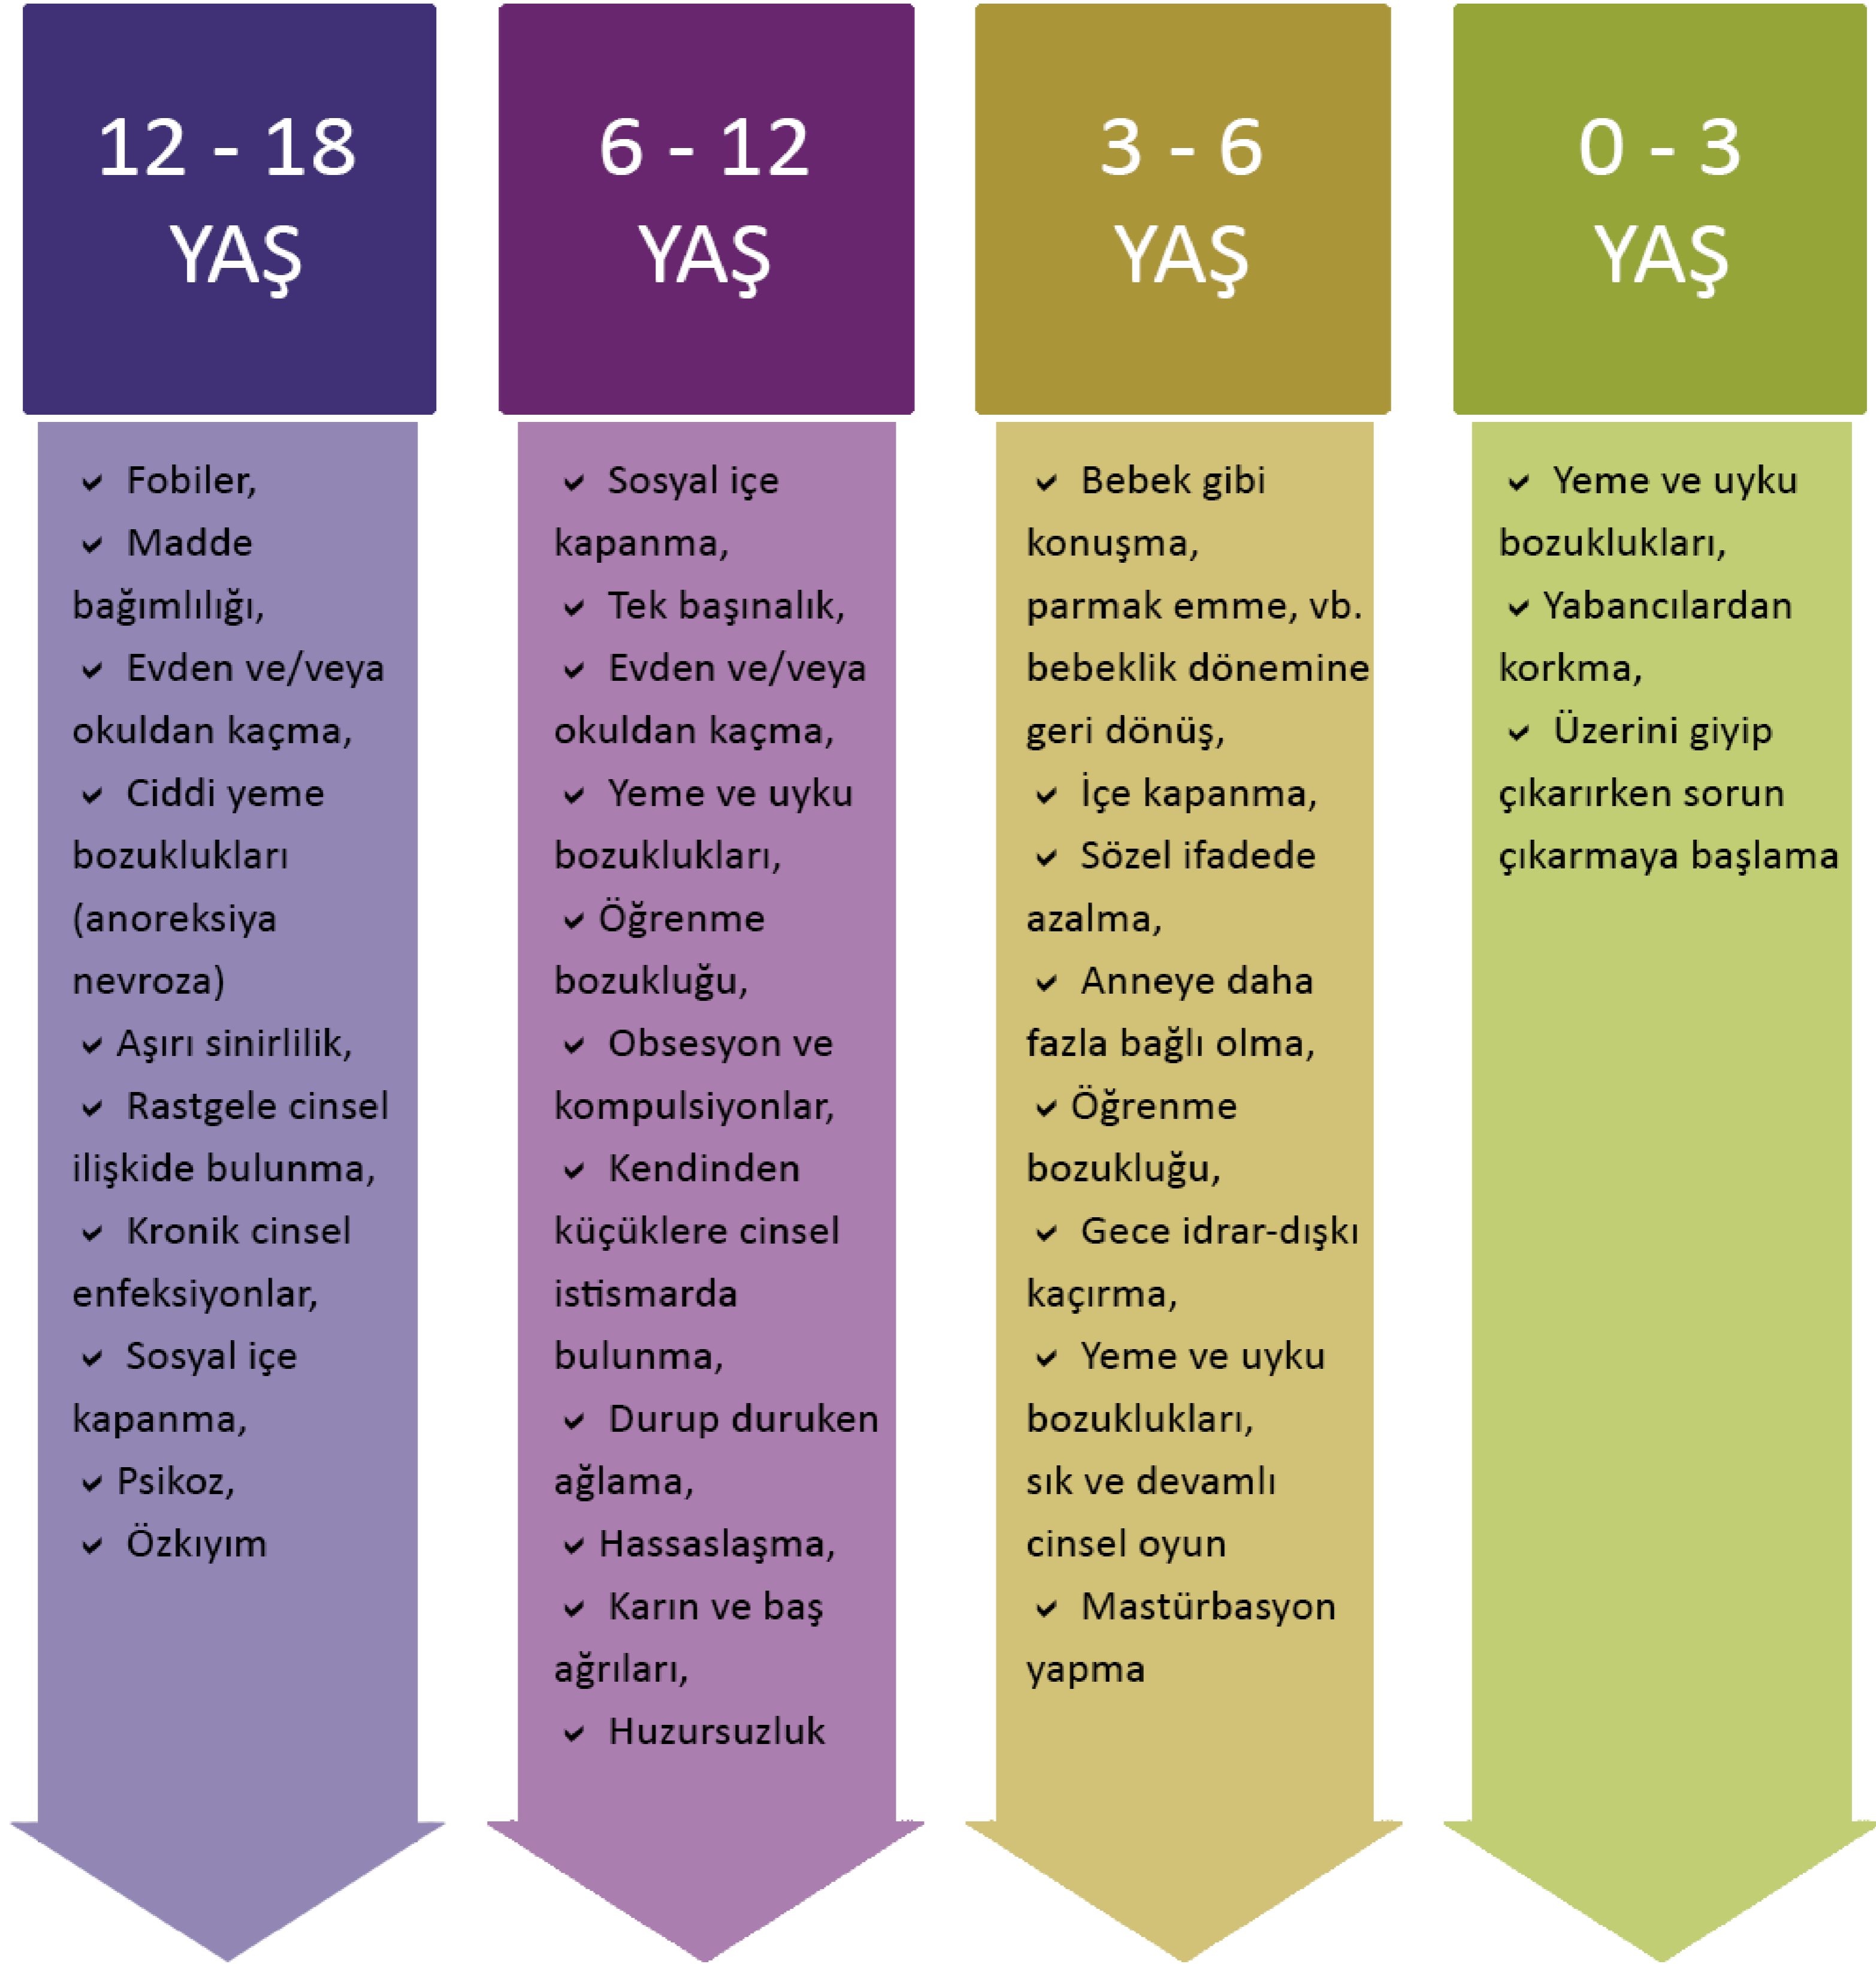 12 - 18
YAŞ
Fobiler,
Madde
bağımlılığı,
Evden ve/veya
okuldan kaçma,
Ciddi yeme
bozuklukları
(anoreksiya
nevroza)
Aşırı sinirlilik,
Rastgele cinsel
ilişkide bulunma,
Kronik cinsel
enfeksiyonlar,
Sosyal içe
kapanma,
Psikoz,
Özkıyım
6 - 12
YAŞ
Sosyal içe
kapanma,
Tek başınalık,
Evden ve/veya
okuldan kaçma,
Yeme ve uyku
bozuklukları,
Öğrenme
bozukluğu,
Obsesyon ve
kompulsiyonlar,
Kendinden
küçüklere cinsel
istismarda
bulunma,
Durup duruken
ağlama,
Hassaslaşma,
Karın ve baş
ağrıları,
Huzursuzluk
3 - 6
YAŞ
Bebek gibi
konuşma,
parmak emme, vb.
bebeklik dönemine
geri dönüş,
İçe kapanma,
Sözel ifadede
azalma,
Anneye daha
fazla bağlı olma,
Öğrenme
bozukluğu,
Gece idrar-dışkı
kaçırma,
Yeme ve uyku
bozuklukları,
sık ve devamlı
cinsel oyun
Mastürbasyon
yapma
0 - 3
YAŞ
Yeme ve uyku
bozuklukları,
Yabancılardan
korkma,
Üzerini giyip
çıkarırken sorun
çıkarmaya başlama